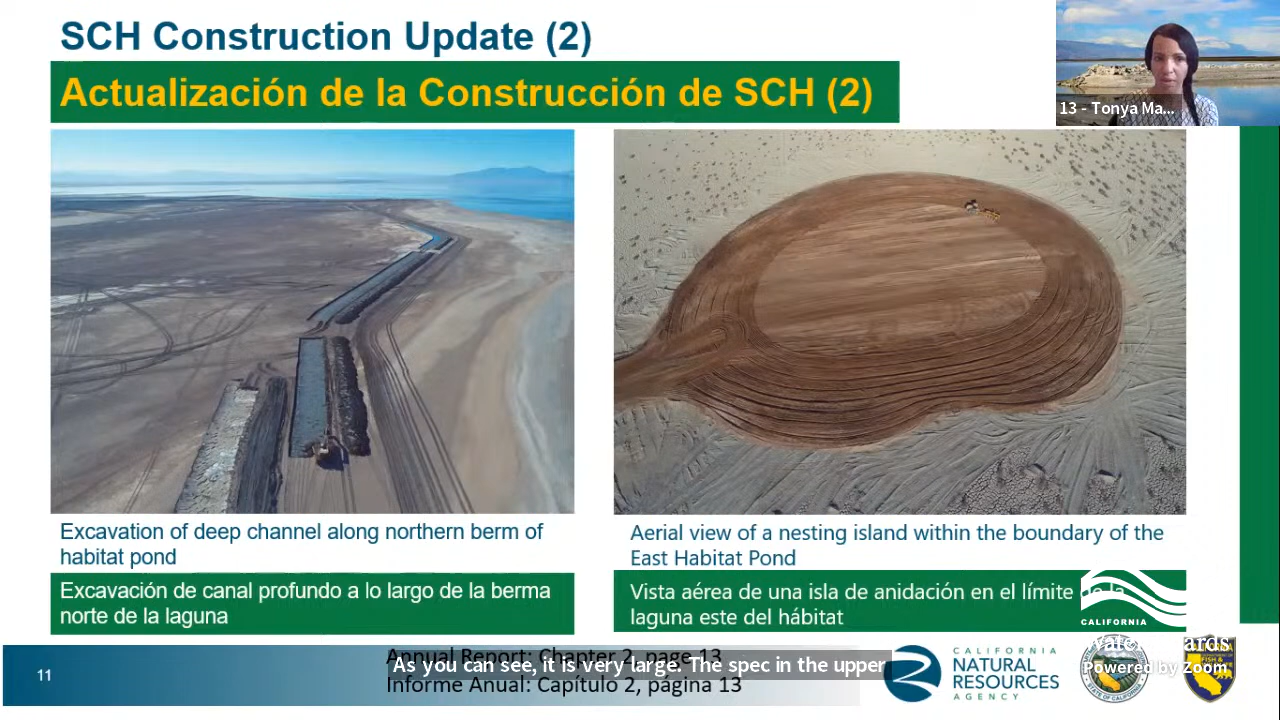 SCH Construction Update (2)
Actualización de la Construcción de SCH (2)
13 - Tonya Ma...
Excavation of deep channel along northern berm of
habitat pond
Excavación de canal profundo a lo largo de la berma
norte de la laguna
Aerial view of a nesting island within the boundary of the
East Habitat Pond
Vista aérea de una isla de anidación en el límite de la
laguna este del hábitat
CALIFORNIA
11
Annual Report: Chapter 2, page 13
As you can see, it is very large. The spec in the upper
Informe Anual: Capítulo 2, página 13
CALIFORNIA
NATURAL
RESOURCES
AGENCY
Powered by Zoom